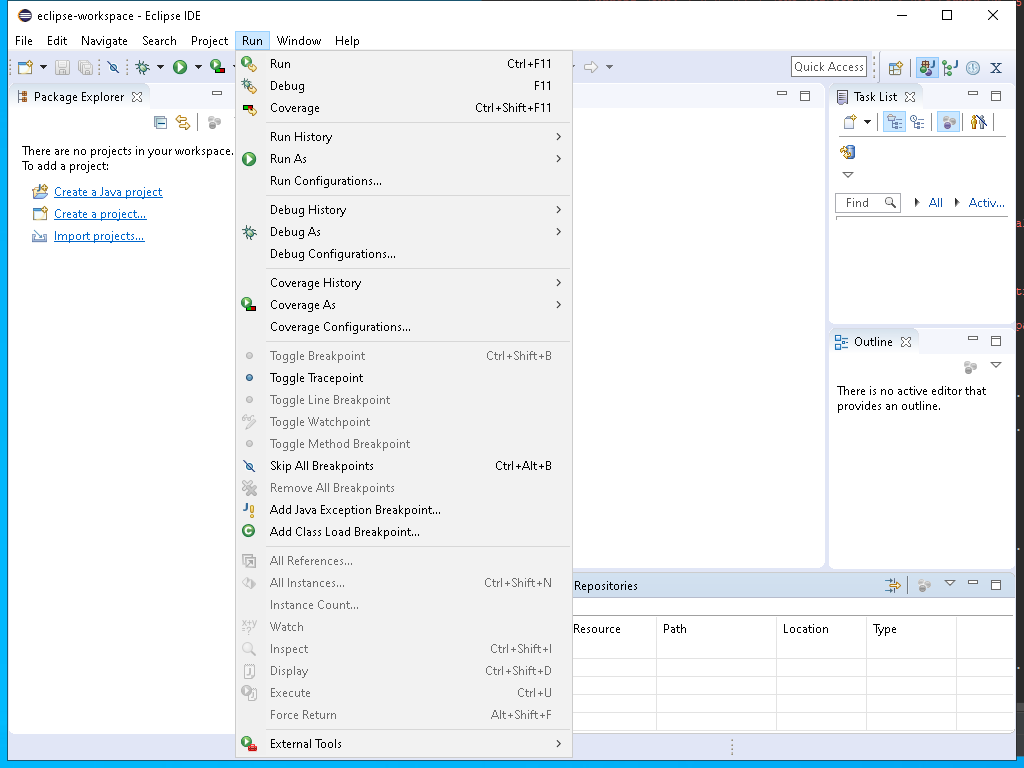 eclipse-workspace - Eclipse IDE
File Edit Navigate Search Project Run Window Help
Quick Access
Package Explorer
There are no projects in your workspace.
To add a project:
Create a Java project
Create a project...
Import projects...
Run Ctrl+F11
Debug F11
Coverage Ctrl+Shift+F11
Run History
Run As
Run Configurations...
Debug History
Debug As
Debug Configurations...
Coverage History
Coverage As
Coverage Configurations...
Toggle Breakpoint Ctrl+Shift+B
Toggle Tracepoint
Toggle Line Breakpoint
Toggle Watchpoint
Toggle Method Breakpoint
Skip All Breakpoints Ctrl+Alt+B
Remove All Breakpoints
Add Java Exception Breakpoint...
Add Class Load Breakpoint...
All References...
All Instances... Ctrl+Shift+N
Instance Count...
Watch
Inspect Ctrl+Shift+I
Display Ctrl+Shift+D
Execute Ctrl+U
Force Return Alt+Shift+F
External Tools
Task List
Find All Activ...
Outline
There is no active editor that
provides an outline.
Repositories
Resource Path Location Type